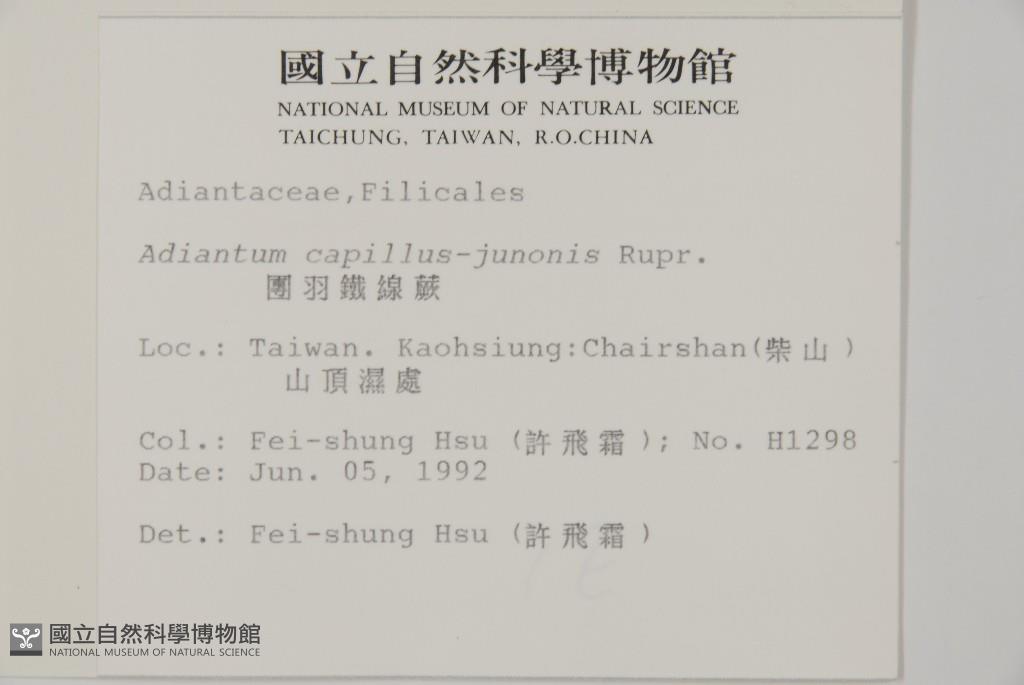 國立自然科學博物館
NATIONAL MUSEUM OF NATURAL SCIENCE
TAICHUNG, TAIWAN, R.O.CHINA
Adiantaceae,Filicales
Adiantum capillus-junonis Rupr.
團羽鐵線蕨
Loc.: Taiwan. Kaohsiung:Chairshan(柴山)
山頂濕處
Col.: Fei-shung Hsu (許飛霜); No. H1298
Date: Jun. 05, 1992
Det.: Fei-shung Hsu (許飛霜)
國立自然科學博物館
NATIONAL MUSEUM OF NATURAL SCIENCE